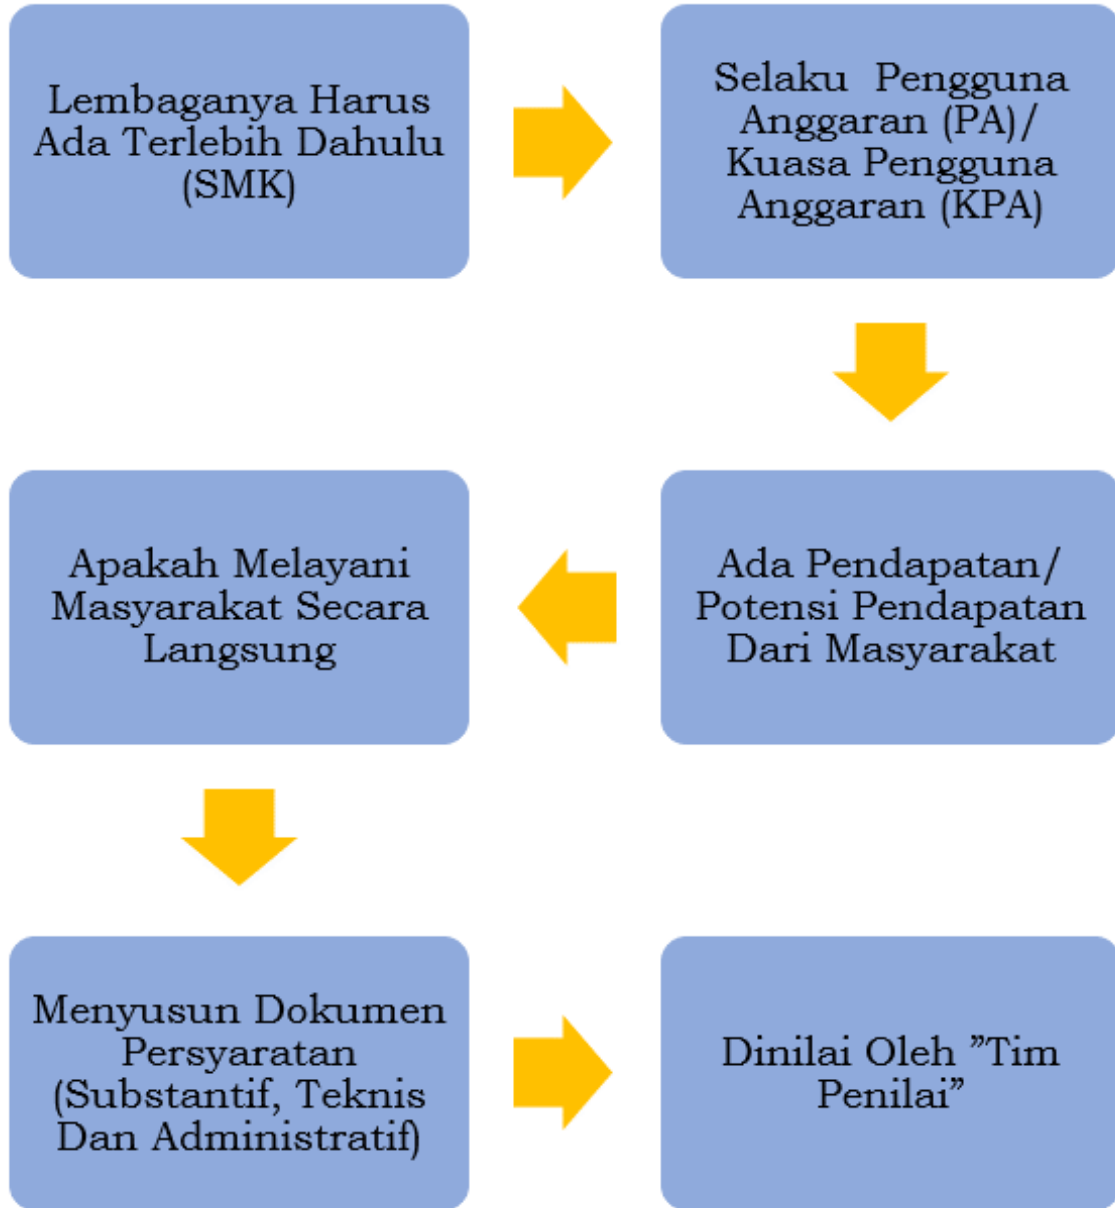 Lembaganya Harus
Ada Terlebih Dahulu
(SMK)
Selaku Pengguna
Anggaran (PA)/
Kuasa Pengguna
Anggaran (KPA)
Ada Pendapatan/
Potensi Pendapatan
Dari Masyarakat
Apakah Melayani
Masyarakat Secara
Langsung
Menyusun Dokumen
Persyaratan
(Substantif, Teknis
Dan Administratif)
Dinilai Oleh ”Tim
Penilai”